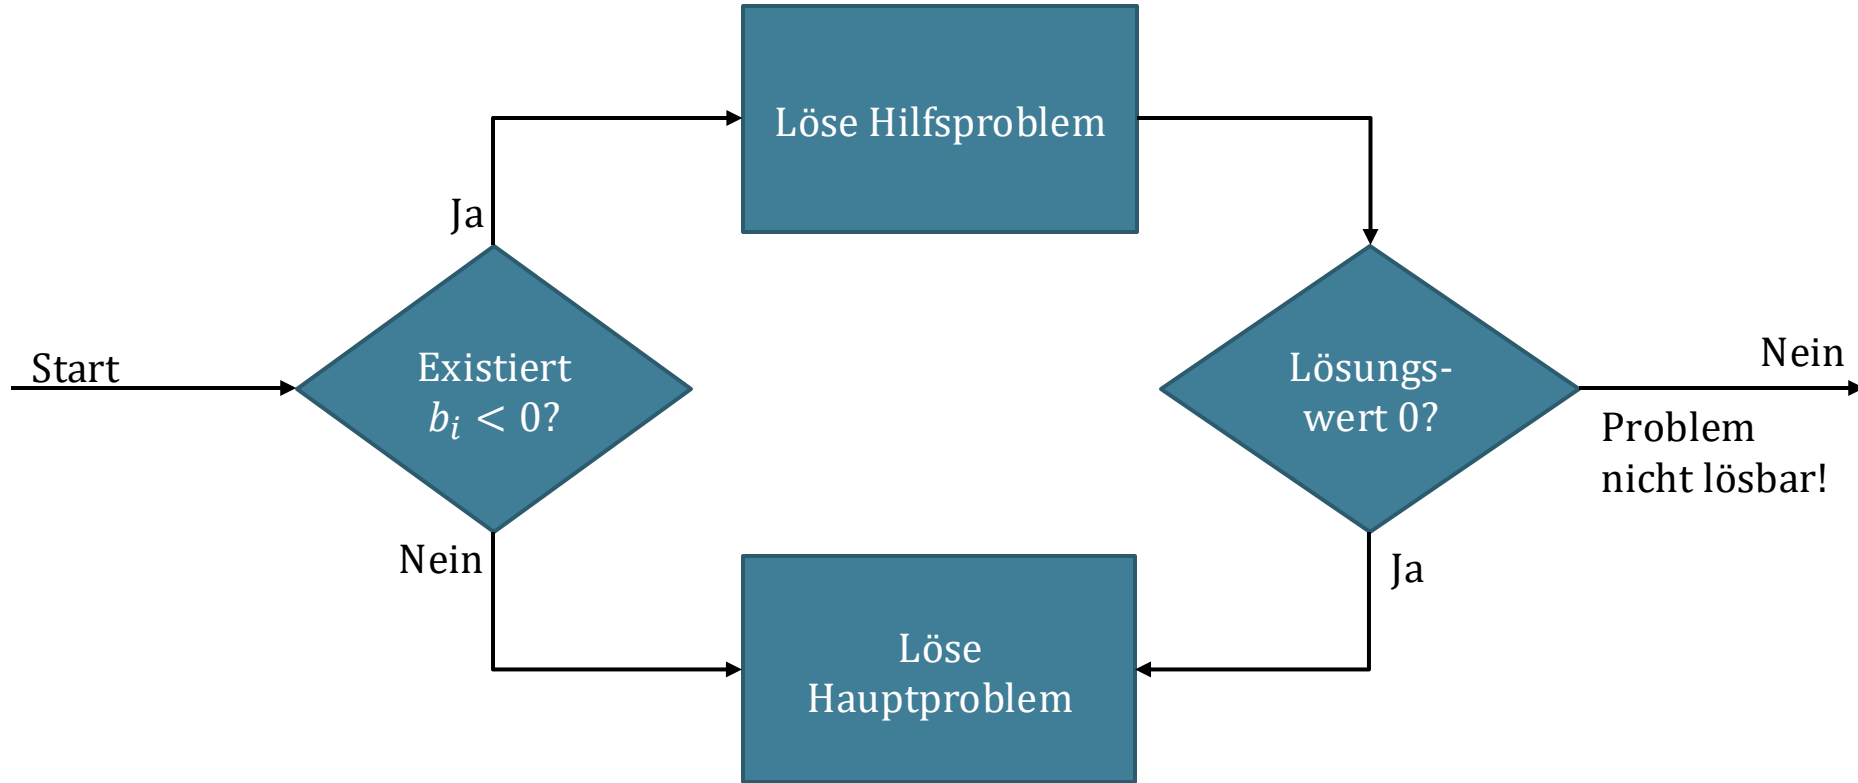 Löse Hilfsproblem
Ja
Start
Existiert
b_i < 0?
Lösungs-
wert 0?
Nein
Problem
nicht lösbar!
Nein
Ja
Löse
Hauptproblem